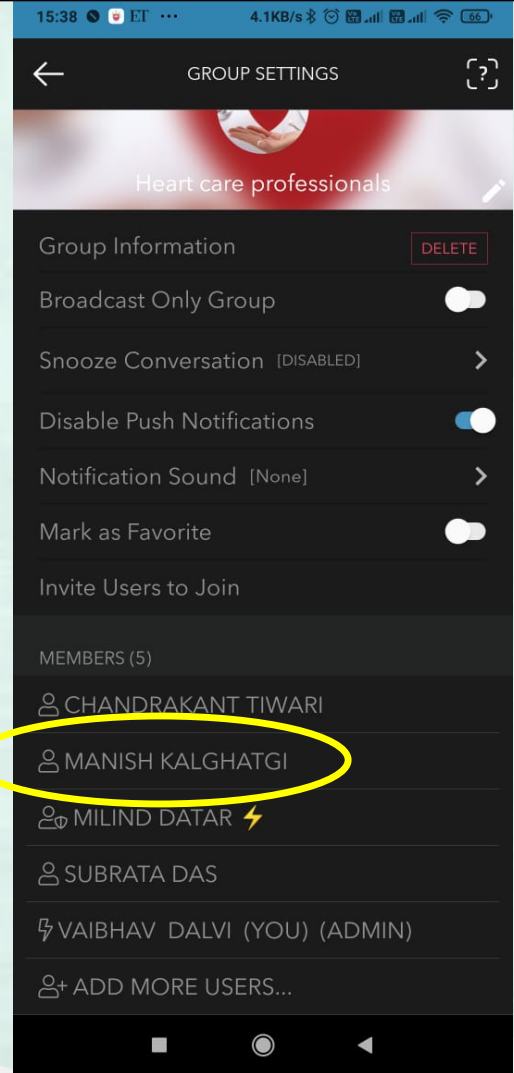 15:38 ET ... 4.1KB/s 66
GROUP SETTINGS
Heart care professionals
Group Information DELETE
Broadcast Only Group
Snooze Conversation [DISABLED]
Disable Push Notifications
Notification Sound [None]
Mark as Favorite
Invite Users to Join
MEMBERS (5)
CHANDRAKANT TIWARI
MANISH KALGHATGI
MILIND DATAR ⚡
SUBRATA DAS
VAIBHAV DALVI (YOU) (ADMIN)
ADD MORE USERS...